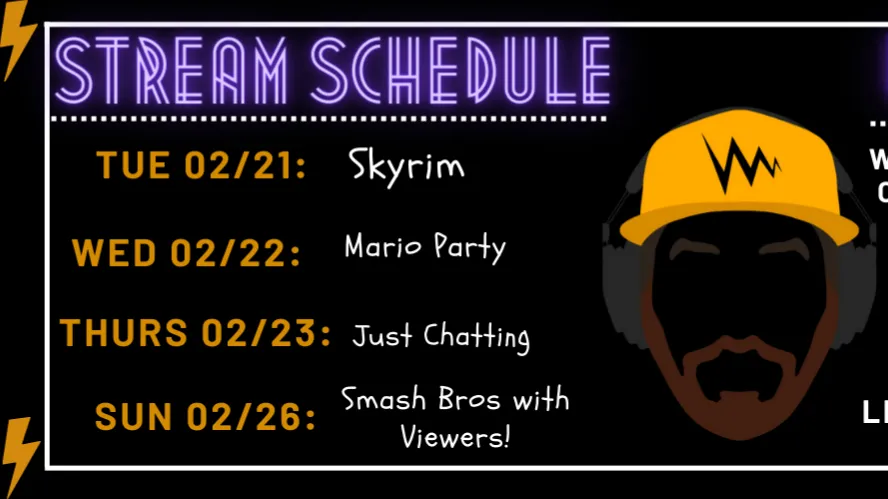 STREAM SCHEDULE
TUE 02/21: Skyrim
WED 02/22: Mario Party
THURS 02/23: Just Chatting
SUN 02/26: Smash Bros with
Viewers!